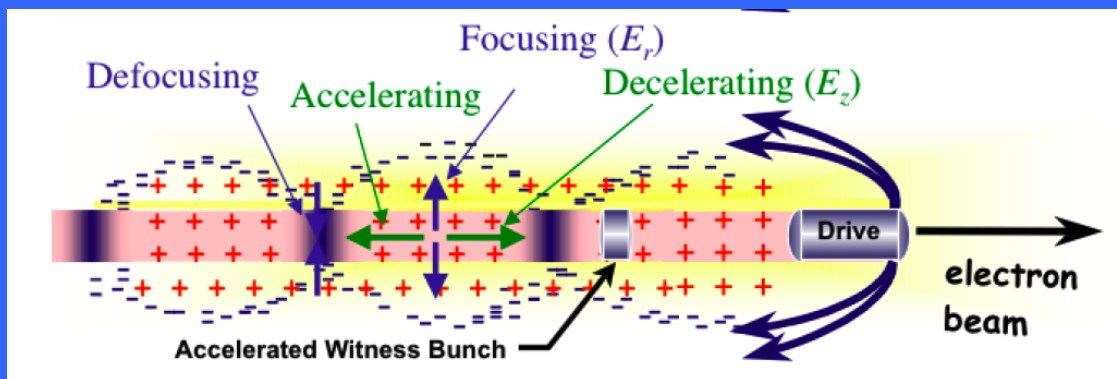 Focusing (E_r)
Defocusing
Accelerating
Decelerating (E_z)
Drive
electron
beam
Accelerated Witness Bunch